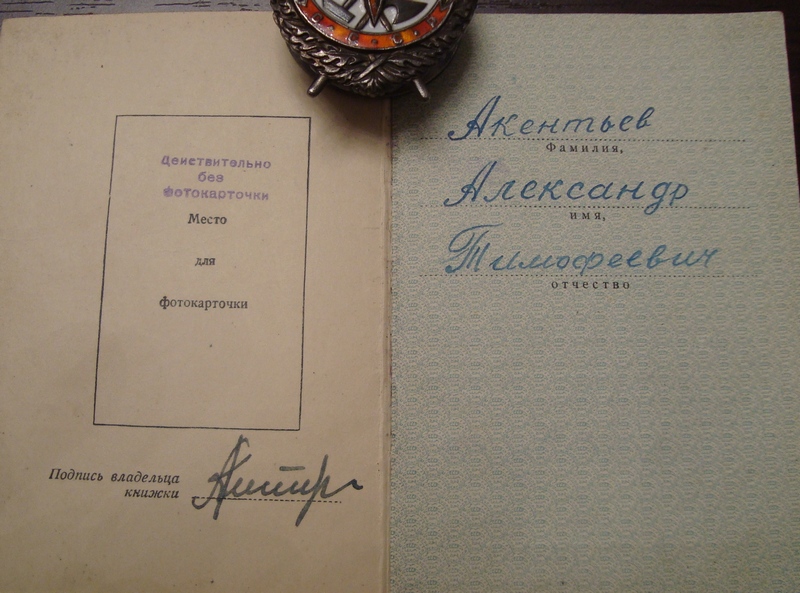 Действительно
без
фотокарточки
Место
для
фотокарточки
Подпись владельца
книжки
Акентьев
Фамилия,
Александр
имя,
Тимофеевич
отчество